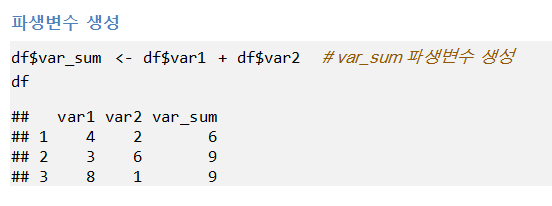 파생변수 생성
df$var_sum <- df$var1 + df$var2 # var_sum 파생변수 생성
df
##   var1 var2 var_sum
## 1    4    2       6
## 2    3    6       9
## 3    8    1       9